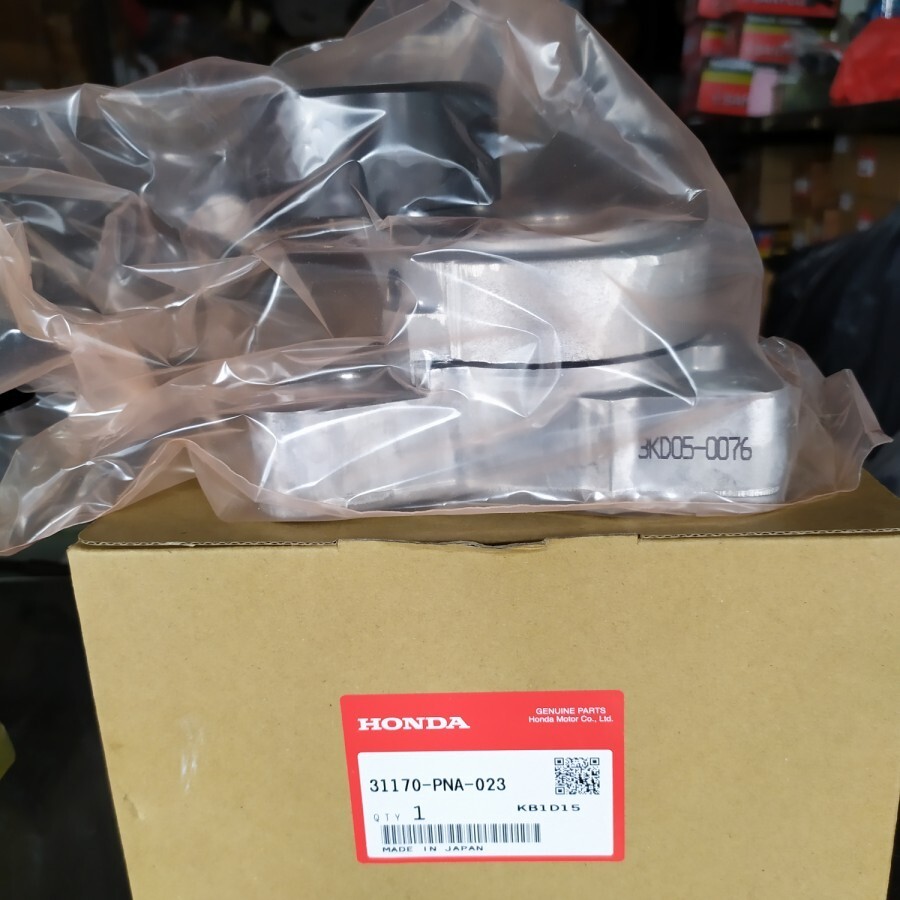 3KD05-0076
HONDA
GENUINE PARTS
Honda Motor Co., Ltd.
31170-PNA-023
KB1D15
QTY 1
MADE IN JAPAN